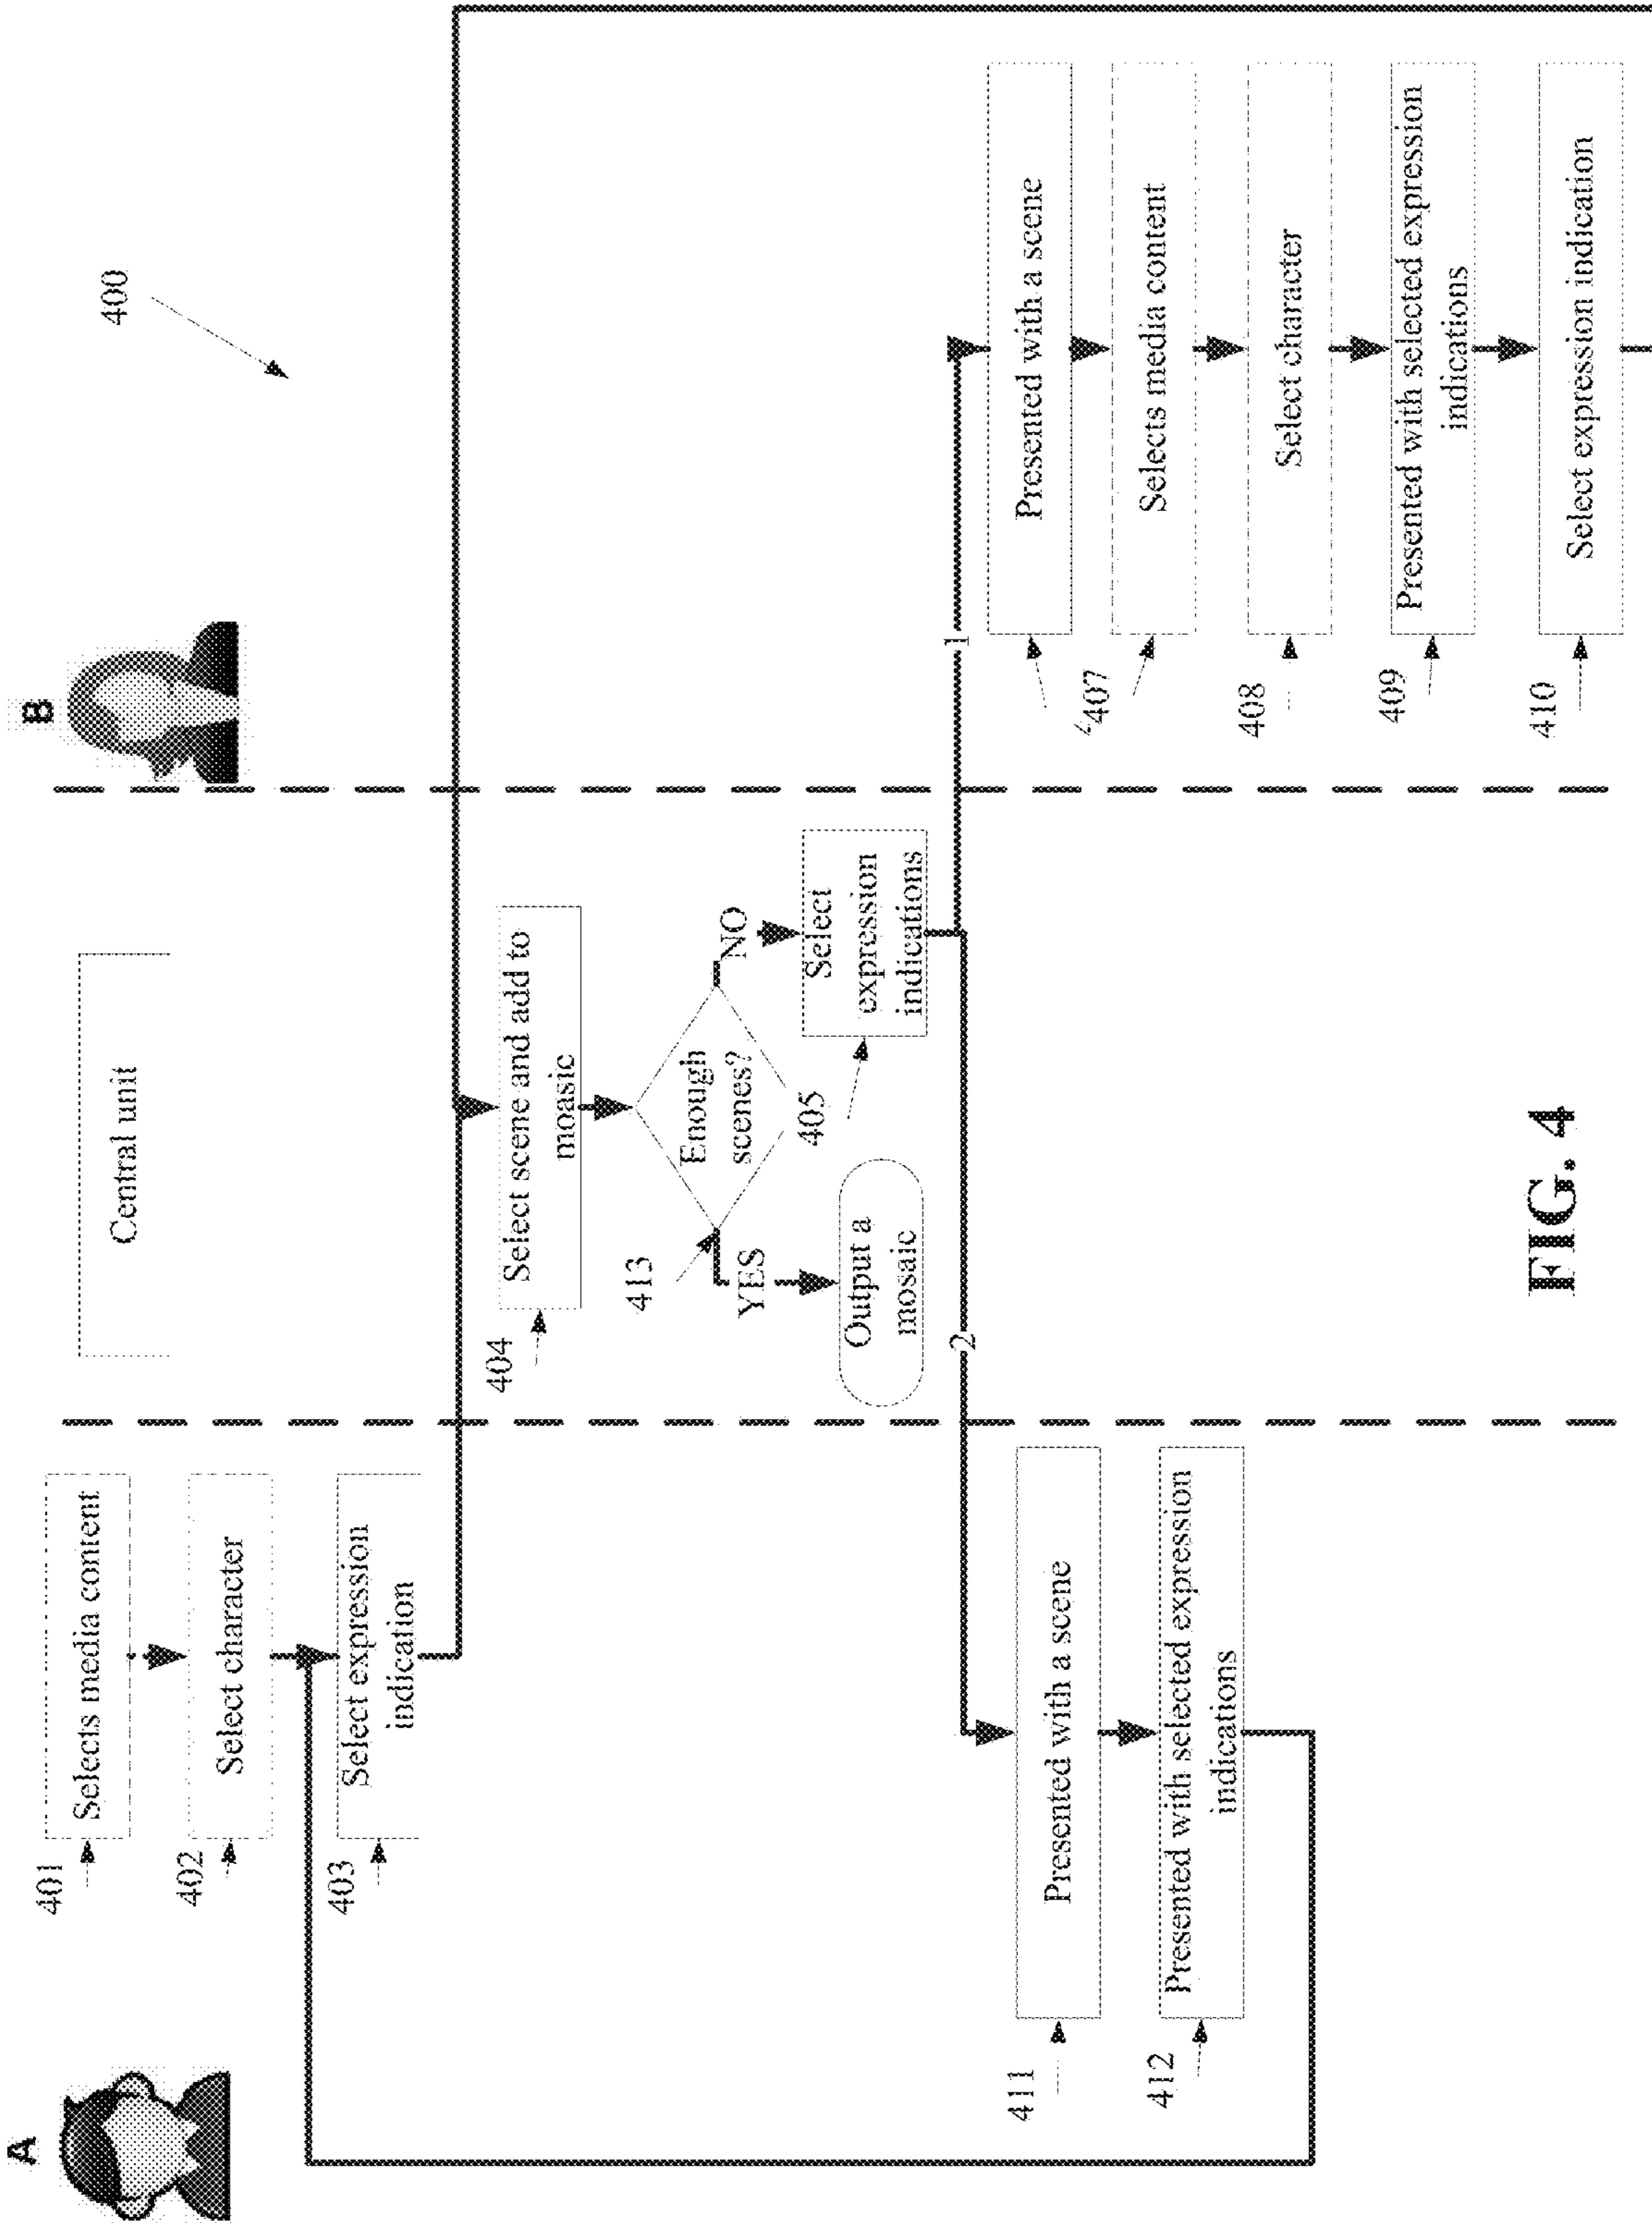 A
B
Central unit
400
401
Selects media content
402
Select character
403
Select expression
indication
404
Select scene and add to
moasic
413
Enough
scenes?
YES
NO
Output a
mosaic
405
Select
expression
indications
1
2
Presented with a scene
407
Selects media content
408
Select character
409
Presented with selected expression
indications
410
Select expression indication
411
Presented with a scene
412
Presented with selected expression
indications
FIG. 4